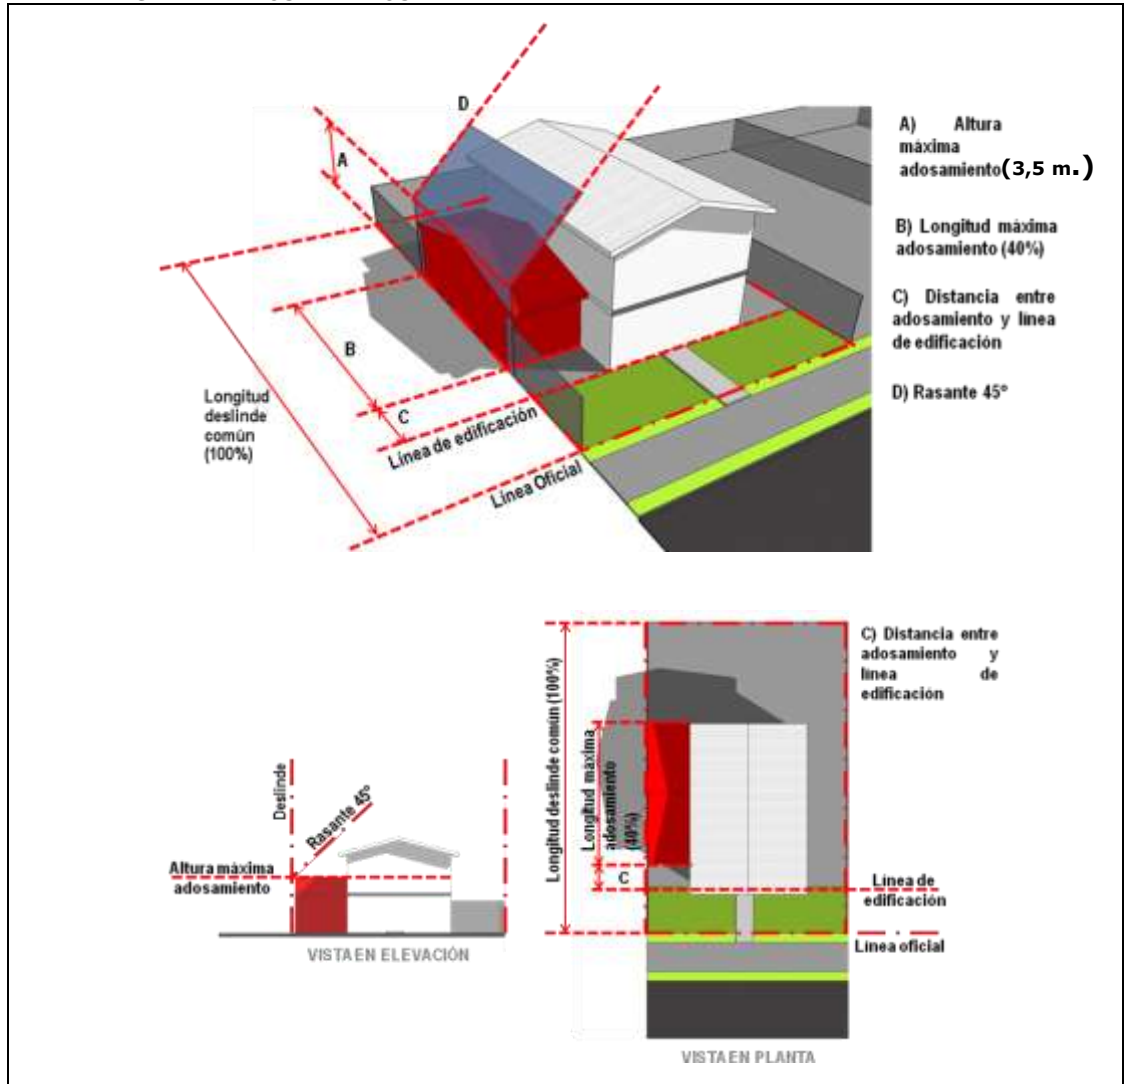 D
A
B
C
Longitud
deslinde
común
(100%)
Línea de edificación
Línea Oficial
A) Altura
máxima
adosamiento(3,5 m.)
B) Longitud máxima
adosamiento (40%)
C) Distancia entre
adosamiento y línea
de edificación
D) Rasante 45°
Deslinde
Rasante 45°
Altura máxima
adosamiento
VISTA EN ELEVACIÓN
Longitud deslinde común (100%)
Longitud máxima
adosamiento
(40%)
C
C) Distancia entre
adosamiento y
línea de
edificación
Línea de
edificación
Línea oficial
VISTA EN PLANTA